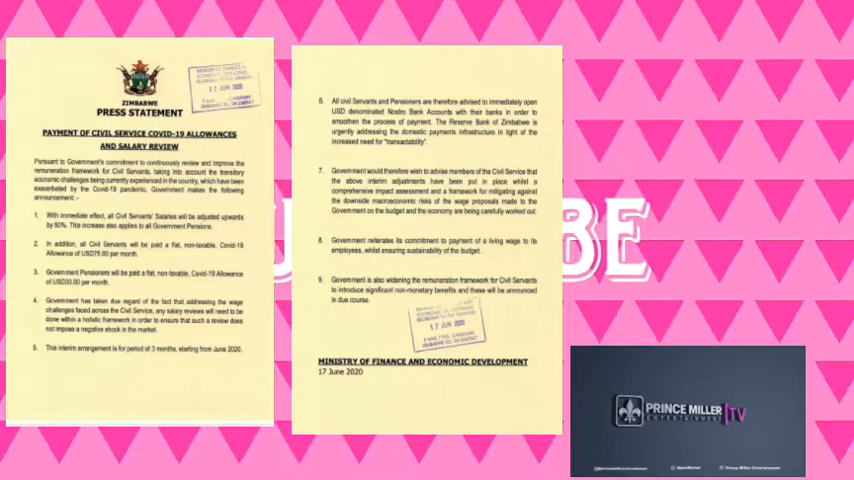 ZIMBABWE
PRESS STATEMENT
17 JUN 2020
PAYMENT OF CIVIL SERVICE COVID-19 ALLOWANCES
AND SALARY REVIEW
Pursuant to Government's commitment to continuously review and improve the
remuneration framework for Civil Servants, taking into account the transitory
economic challenges being currently experienced in the country, which have been
exacerbated by the Covid-19 pandemic, Government makes the following
announcement: -
1. With immediate effect, all Civil Servants' Salaries will be adjusted upwards
by 50%. This increase also applies to all Government Pensions.
2. In addition, all Civil Servants will be paid a flat, non-taxable, Covid-19
Allowance of USD75.00 per month.
3. Government Pensioners will be paid a flat, non-taxable, Covid-19 Allowance
of USD30.00 per month.
4. Government has taken due regard of the fact that addressing the wage
challenges faced across the Civil Service, any salary reviews will need to be
done within a holistic framework in order to ensure that such a review does
not impose a negative shock in the market.
5. This interim arrangement is for period of 3 months, starting from June 2020.
6. All civil Servants and Pensioners are therefore advised to immediately open
USD denominated Nostro Bank Accounts with their banks in order to
smoothen the process of payment. The Reserve Bank of Zimbabwe is
urgently addressing the domestic payments infrastructure in light of the
increased need for "transactability".
7. Government would therefore wish to advise members of the Civil Service that
the above interim adjustments have been put in place whilst a
comprehensive impact assessment and a framework for mitigating against
the downside macroeconomic risks of the wage proposals made to the
Government on the budget and the economy are being carefully worked out.
8. Government reiterates its commitment to payment of a living wage to its
employees, whilst ensuring sustainability of the budget.
9. Government is also widening the remuneration framework for Civil Servants
to introduce significant non-monetary benefits and these will be announced
in due course.
17 JUN 2020
MINISTRY OF FINANCE AND ECONOMIC DEVELOPMENT
17 June 2020
BE
PRINCE MILLER TV
ENTERTAINMENT
Prince Miller Entertainment